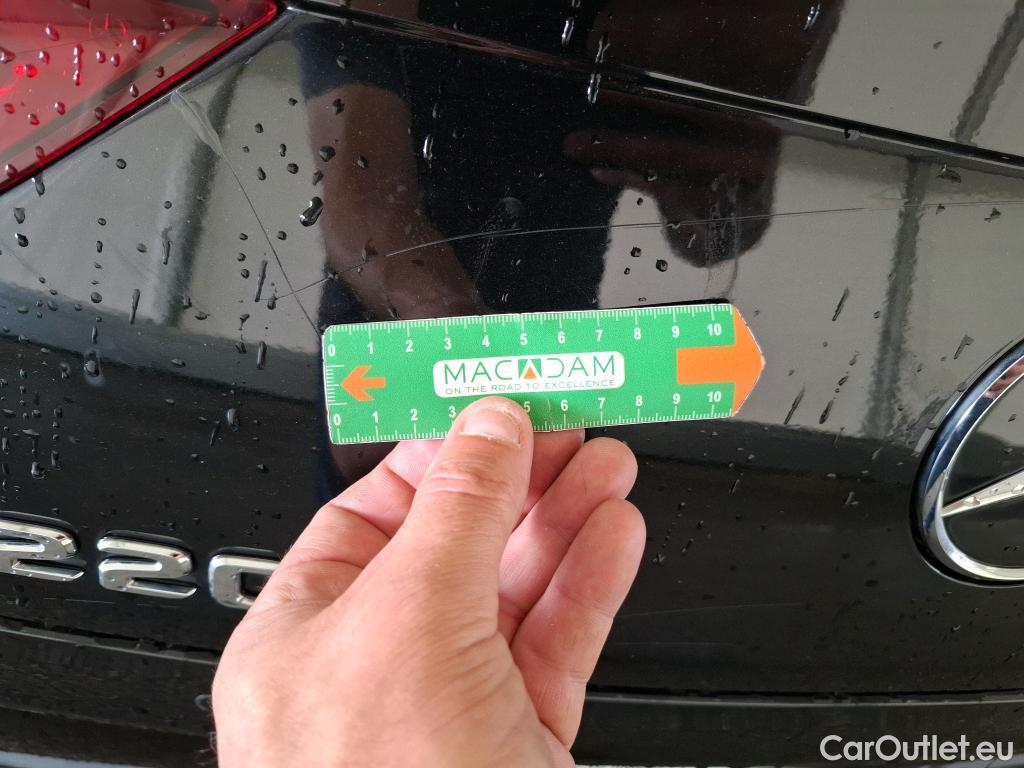 0 1 2 3 4 5 6 7 8 9 10
MACADAM
ON THE ROAD TO EXCELLENCE
0 1 2 3 5 6 7 8 9 10
220
CarOutlet.eu